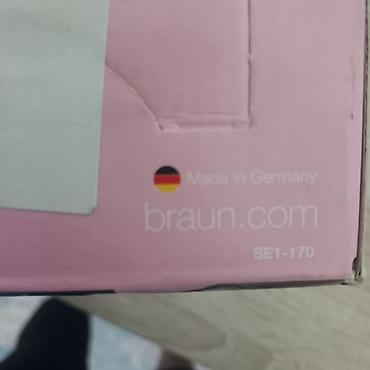 Made in Germany
braun.com
SE1-170